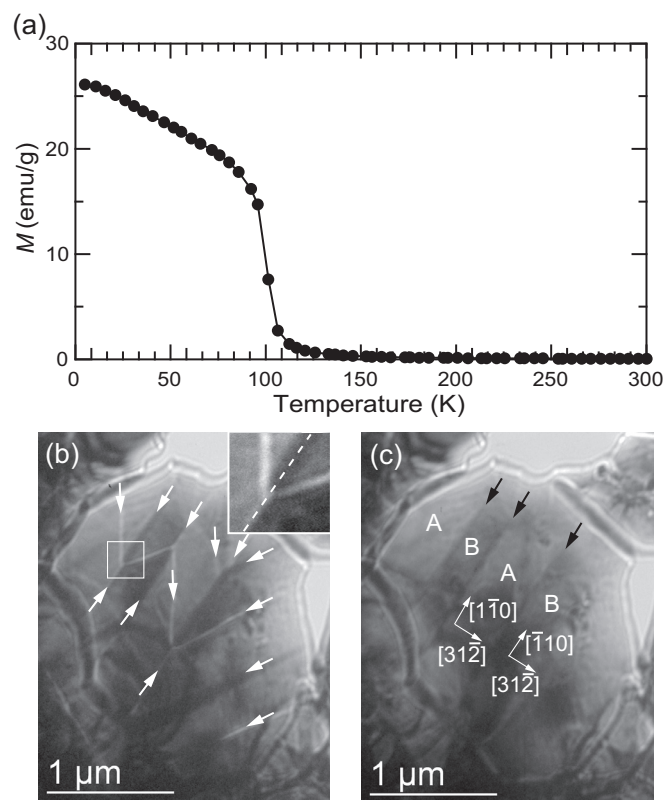 (a)
30
20
10
0
M (emu/g)
0 50 100 150 200 250 300
Temperature (K)
(b)
1 μm
(c)
A
B
A
B
[11̅0]
[312̅]
[1̅10]
[312̅]
1 μm